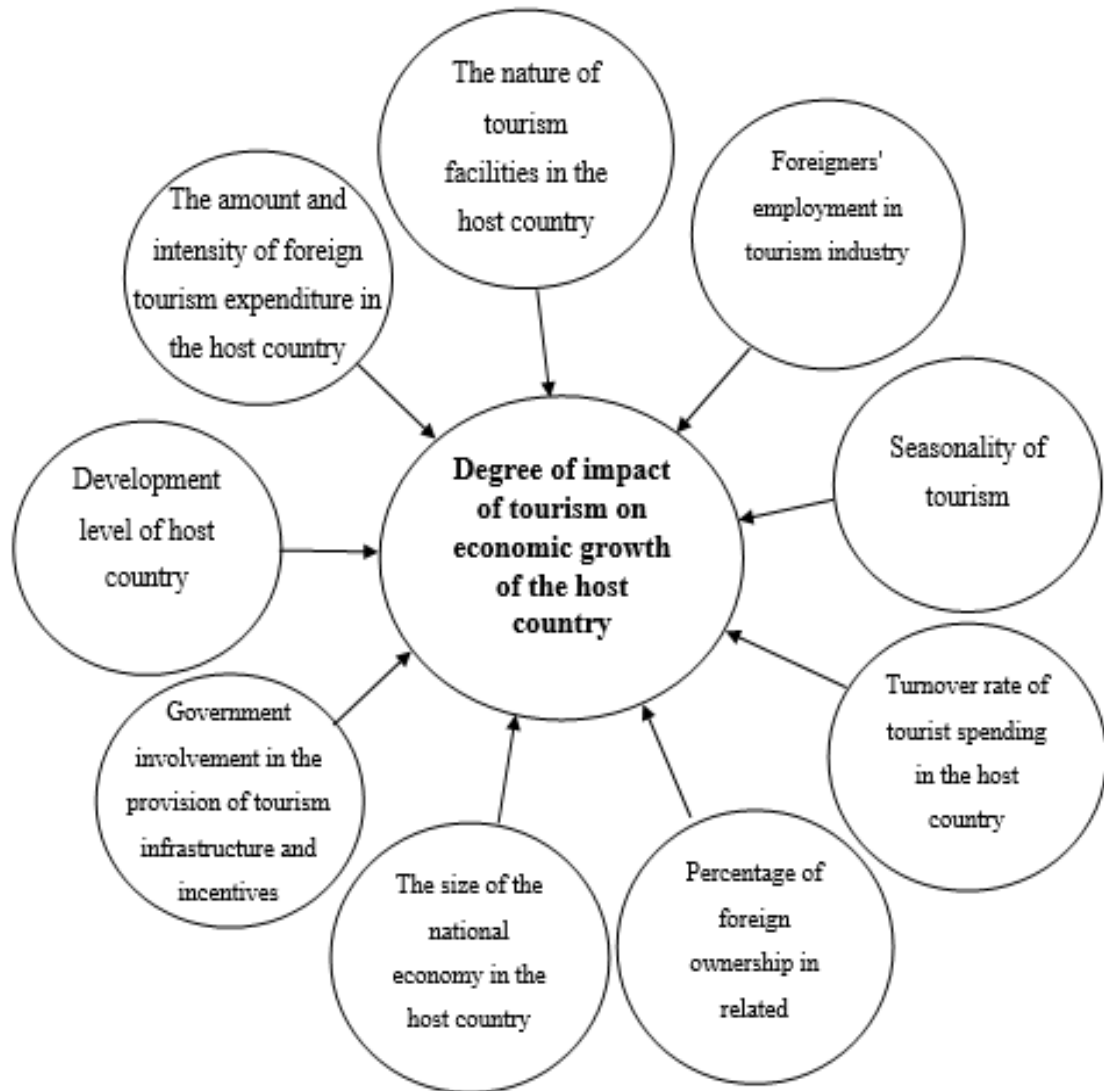 The nature of
tourism
facilities in the
host country
Foreigners'
employment in
tourism industry
The amount and
intensity of foreign
tourism expenditure in
the host country
Seasonality of
tourism
Degree of impact
of tourism on
economic growth
of the host
country
Development
level of host
country
Turnover rate of
tourist spending
in the host
country
Government
involvement in the
provision of tourism
infrastructure and
incentives
The size of the
national
economy in the
host country
Percentage of
foreign
ownership in
related